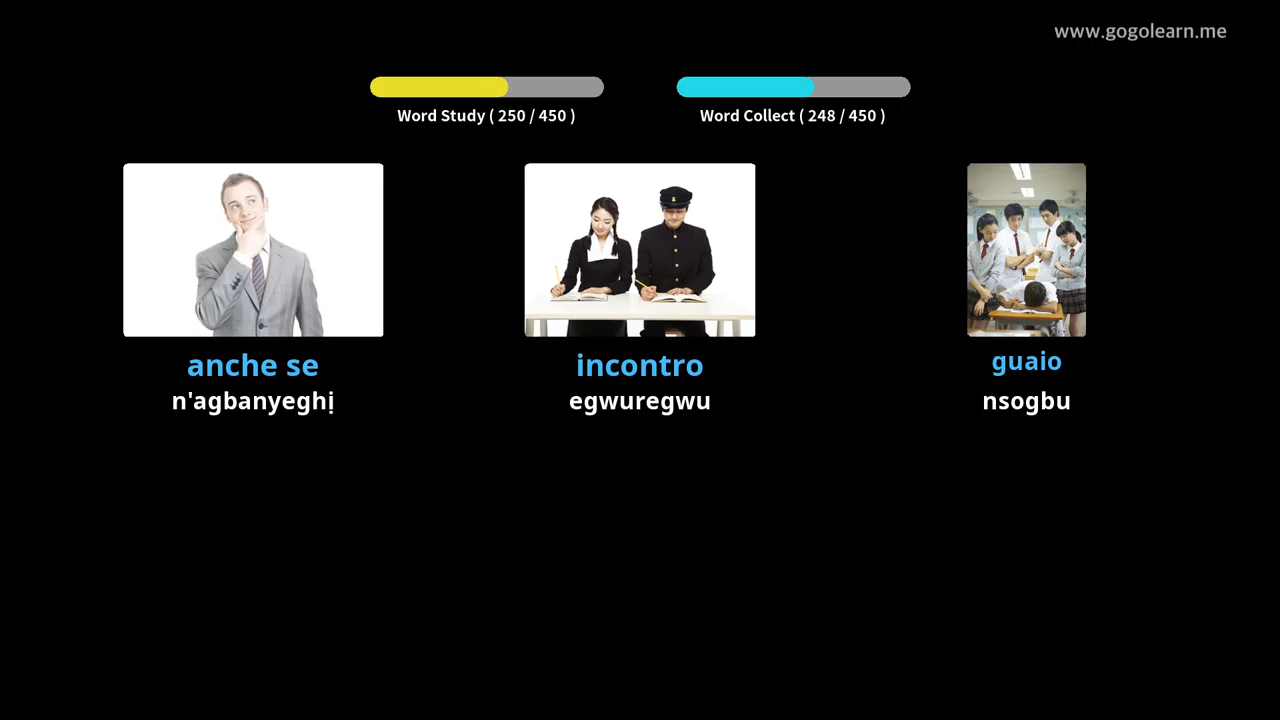 www.gogolearn.me
Word Study ( 250 / 450 )
Word Collect ( 248 / 450 )
anche se
n'agbanyeghị
incontro
egwuregwu
guaio
nsogbu